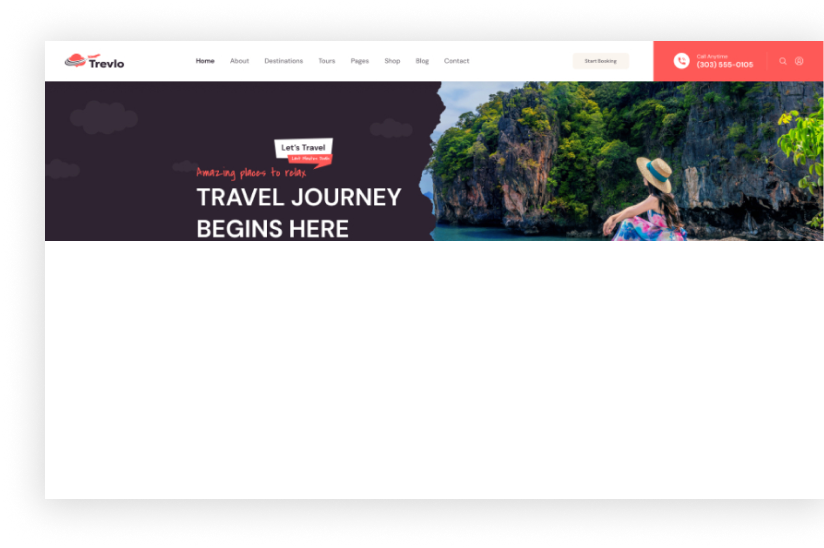 Trevlo
Home About Destinations Tours Pages Shop Blog Contact
Start Booking
Call Anytime
(303) 555-0105
Let's Travel
Amazing places to relax
TRAVEL JOURNEY
BEGINS HERE